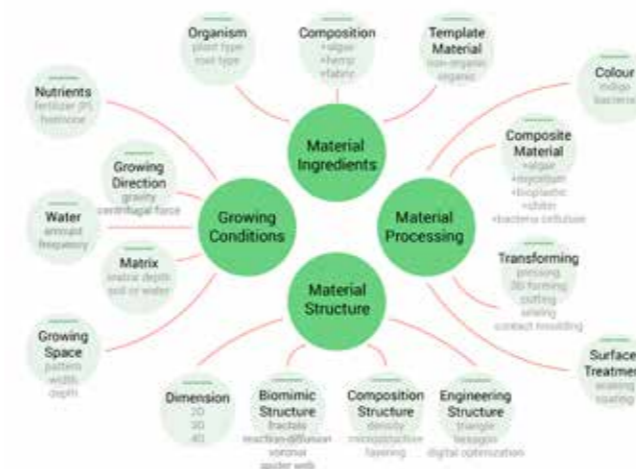 Organism
plant type
root type
Composition
+algae
+hemp
+fabric
Template
Material
non-organic
organic
Colour
indigo
bacteria
Nutrients
fertilizer (P)
hormone
Material
Ingredients
Composite
Material
+algae
+mycelium
+bioplastic
+chitin
+bacteria cellulose
Growing
Direction
gravity
centrifugal force
Growing
Conditions
Material
Processing
Water
amount
frequency
Matrix
matrix depth
soil or water
Transforming
pressing
3D forming
cutting
sewing
contact moulding
Material
Structure
Growing
Space
pattern
width
depth
Surface
Treatment
coating
Dimension
2D
3D
4D
Biomimic
Structure
fractals
reaction-diffusion
voronoi
spider web
Composition
Structure
density
microstructure
layering
Engineering
Structure
triangle
hexagon
digital optimization